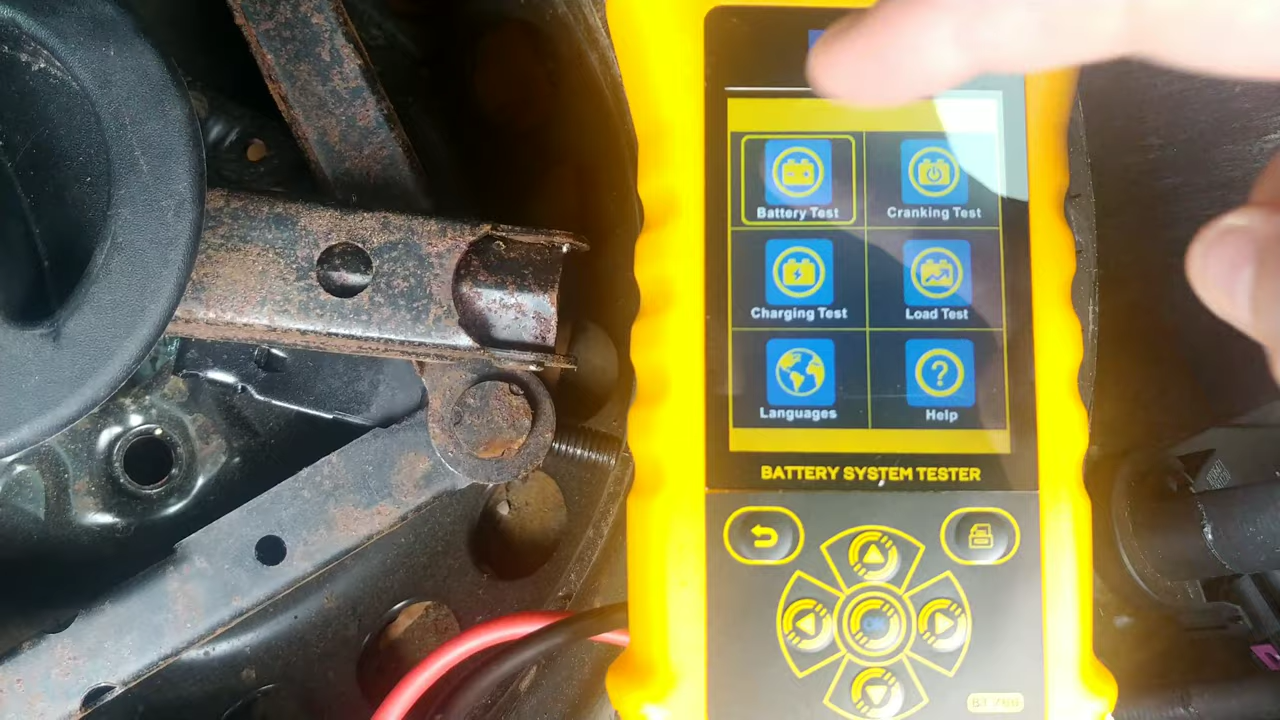 Battery Test
Cranking Test
Charging Test
Load Test
Languages
Help
BATTERY SYSTEM TESTER